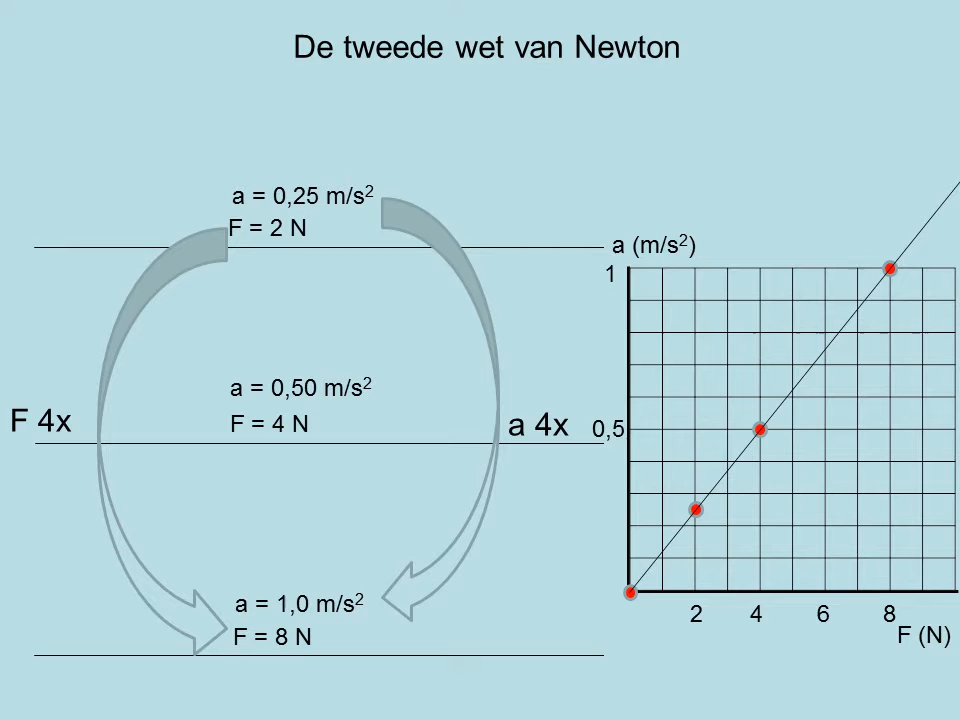 De tweede wet van Newton
a = 0,25 m/s²
F = 2 N
a (m/s²)
1
a = 0,50 m/s²
F 4x
F = 4 N
a 4x
0,5
a = 1,0 m/s²
F = 8 N
2 4 6 8
F (N)